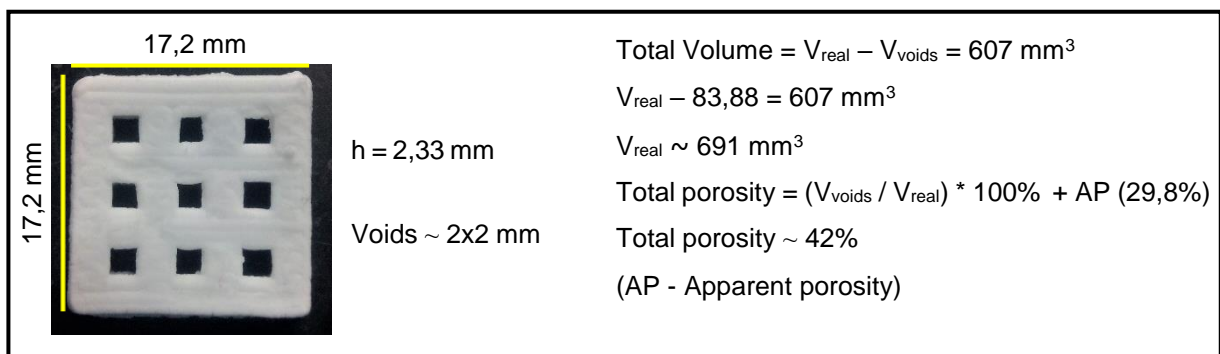 17,2 mm
17,2 mm
h = 2,33 mm
Voids ~ 2x2 mm
Total Volume = Vreal – Vvoids = 607 mm³
Vreal – 83,88 = 607 mm³
Vreal ~ 691 mm³
Total porosity = (Vvoids / Vreal) * 100% + AP (29,8%)
Total porosity ~ 42%
(AP - Apparent porosity)